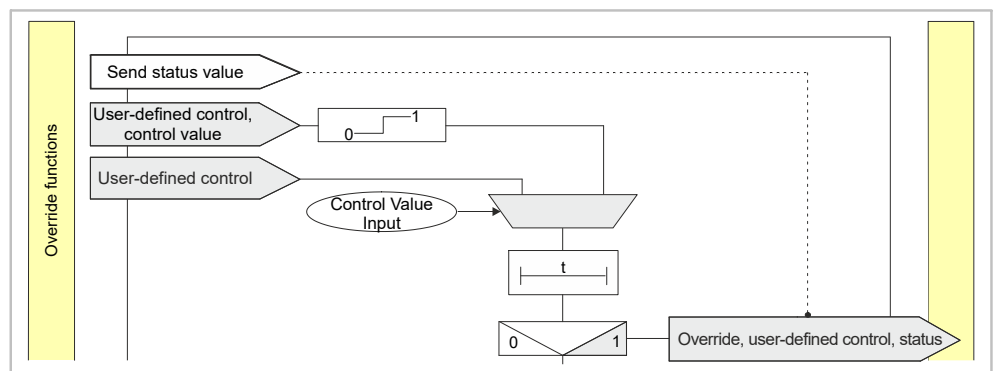 Override functions
Send status value
User-defined control,
control value
0
1
User-defined control
Control Value
Input
t
0
1
Override, user-defined control, status